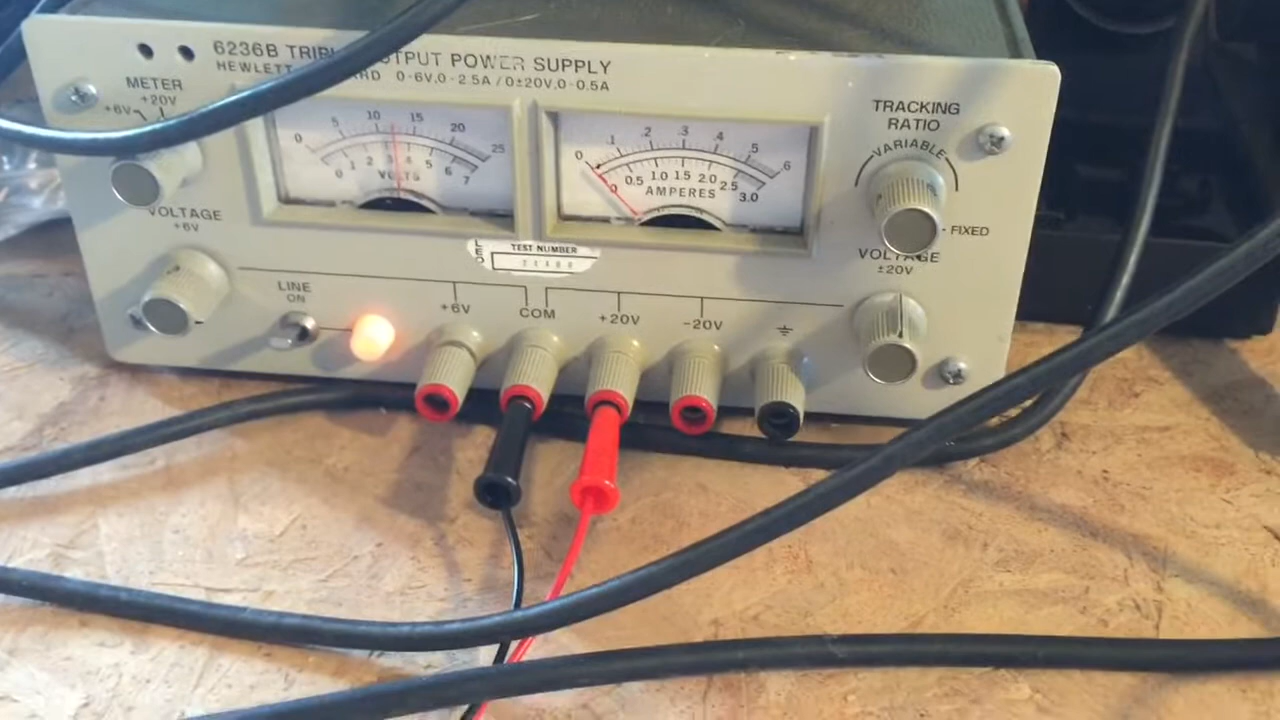 6236B TRIPL UTPUT POWER SUPPLY
HEWLETT ARD 0-6V,0-2.5A/0±20V,0-0.5A
METER
+20V
+6V
0 5 10 15 20 25
0 1 2 3 4 5 6 7
VOLTS
0 .1 .2 .3 .4 .5 .6
0 0.5 1.0 1.5 2.0 2.5 3.0
AMPERES
TRACKING
RATIO
VARIABLE
FIXED
VOLTAGE
+6V
VOLTAGE
±20V
TEST NUMBER
LINE
ON
+6V
COM
+20V
-20V